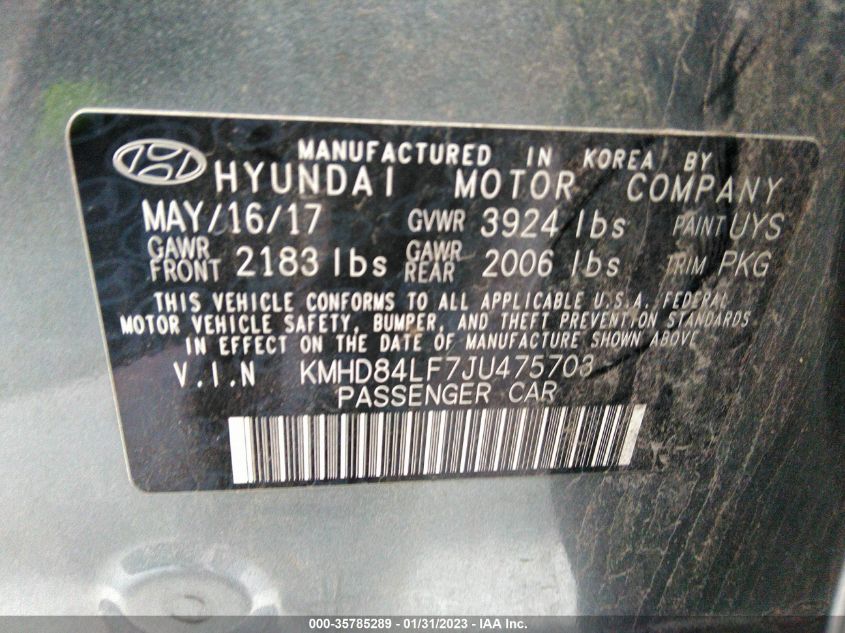 MANUFACTURED IN KOREA BY
HYUNDAI MOTOR COMPANY
MAY/16/17 GVWR 3924 lbs PAINT UYS
GAWR FRONT 2183 lbs GAWR REAR 2006 lbs TRIM PKG
THIS VEHICLE CONFORMS TO ALL APPLICABLE U.S.A. FEDERAL
MOTOR VEHICLE SAFETY, BUMPER, AND THEFT PREVENTION STANDARDS
IN EFFECT ON THE DATE OF MANUFACTURE SHOWN ABOVE
V.I.N KMHD84LF7JU475703
PASSENGER CAR
000-35785289 - 01/31/2023 - IAA Inc.